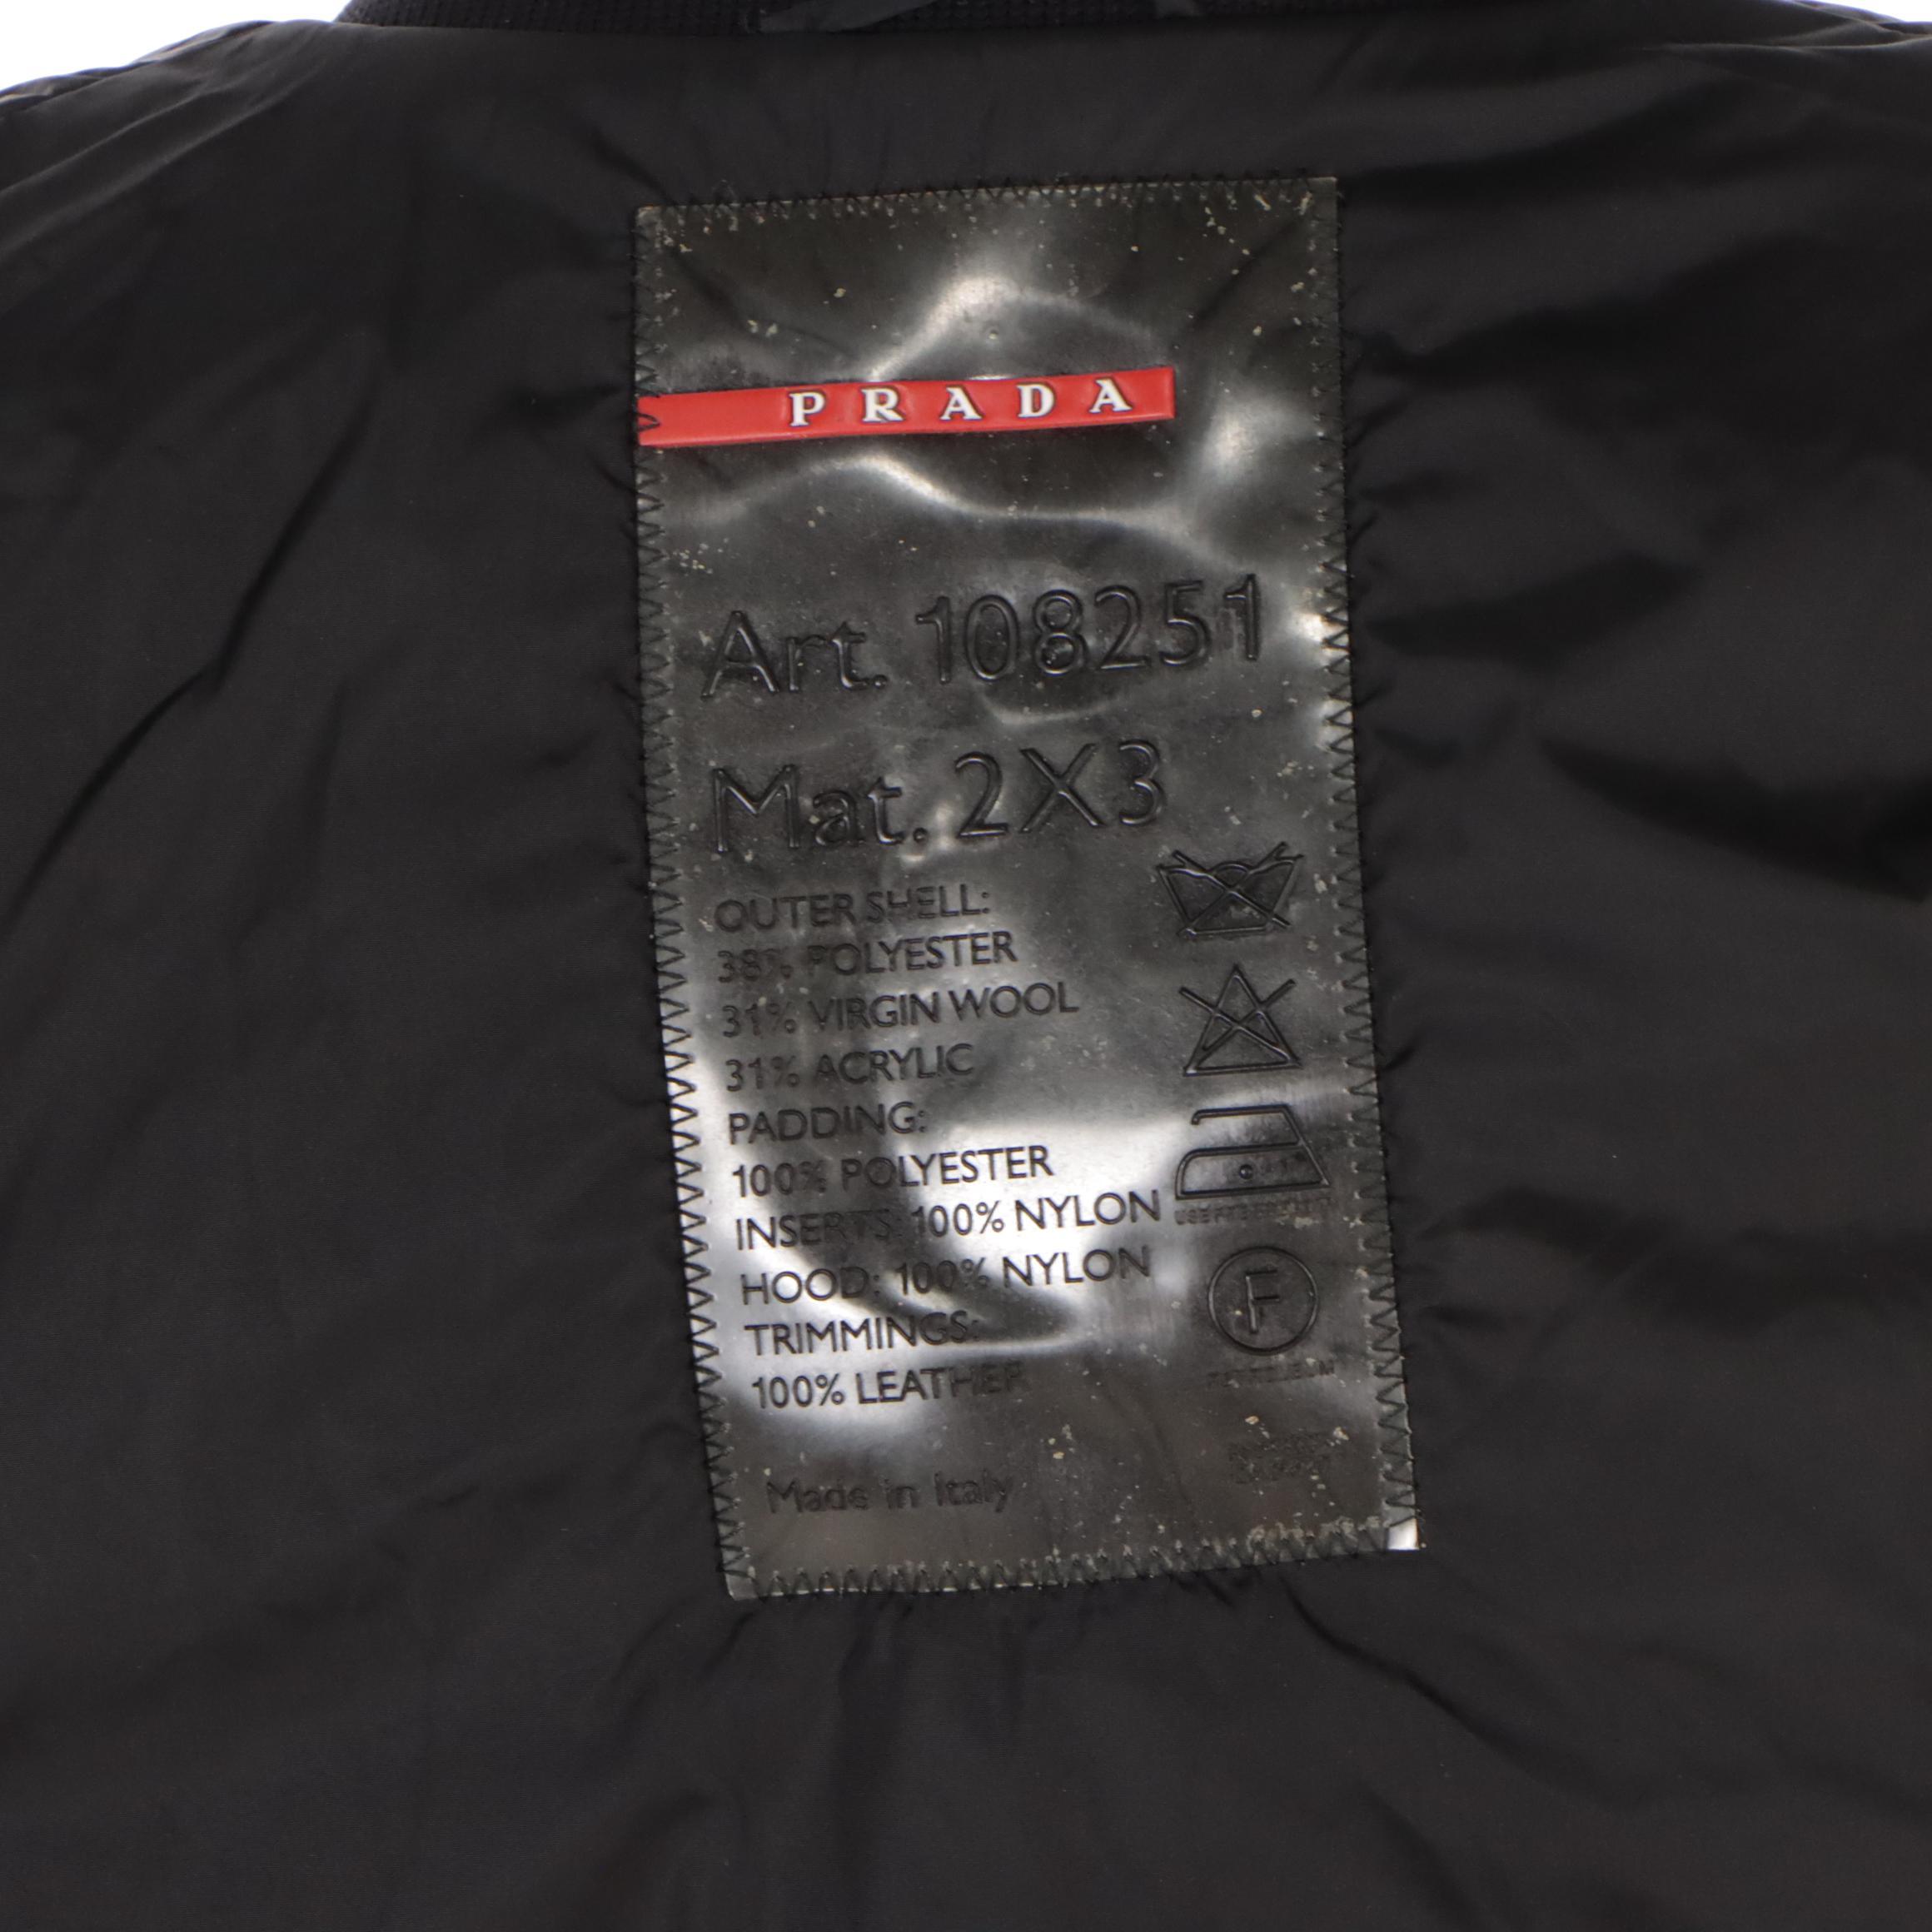 PRADA
Art. 108251
Mat. 2X3
OUTER SHELL:
38% POLYESTER
31% VIRGIN WOOL
31% ACRYLIC
PADDING:
100% POLYESTER
INSERTS: 100% NYLON
HOOD: 100% NYLON
TRIMMINGS:
100% LEATHER
F
Made in Italy